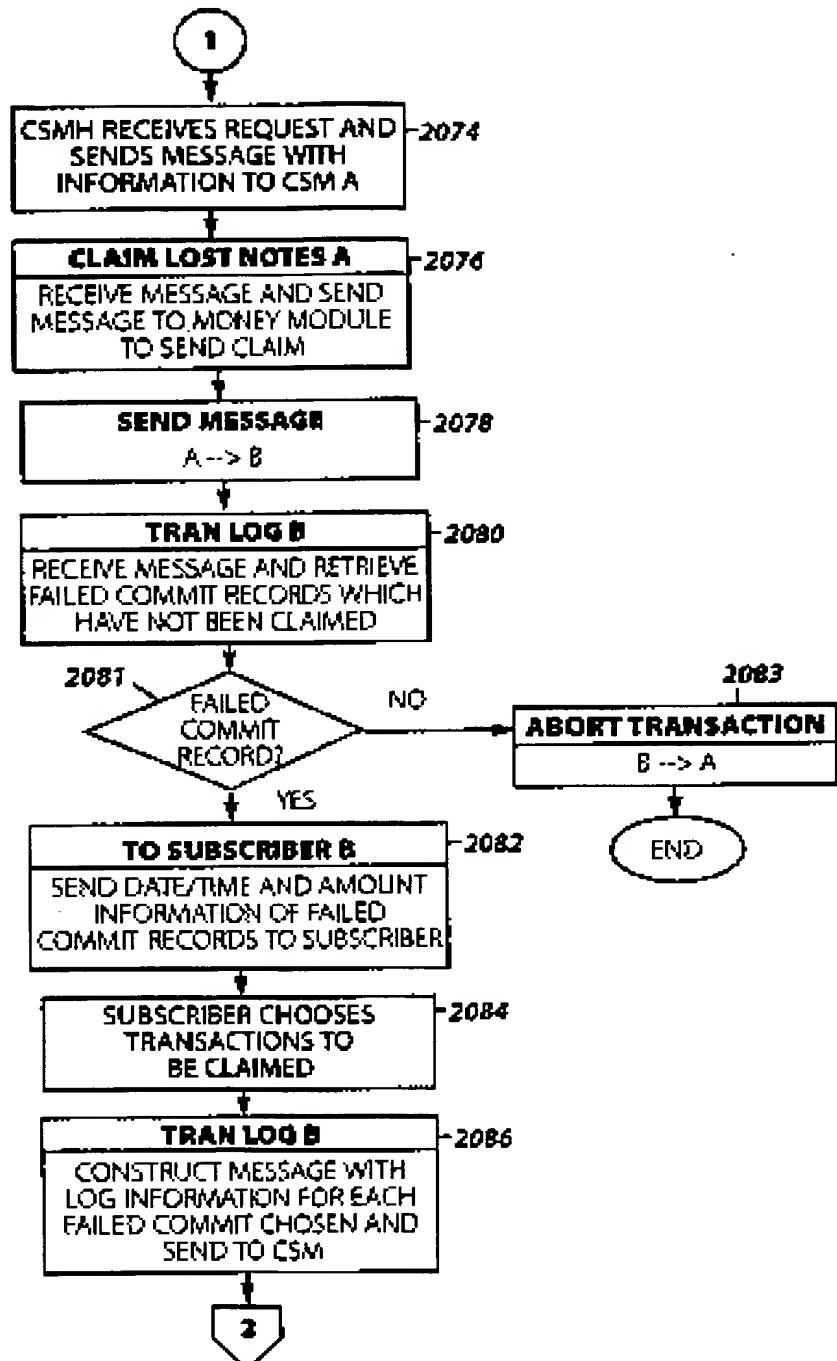 1
CSMH RECEIVES REQUEST AND
SENDS MESSAGE WITH
INFORMATION TO CSM A
2074
CLAIM LOST NOTES A
2076
RECEIVE MESSAGE AND SEND
MESSAGE TO MONEY MODULE
TO SEND CLAIM
SEND MESSAGE
2078
A --> B
TRAN LOG B
2080
RECEIVE MESSAGE AND RETRIEVE
FAILED COMMIT RECORDS WHICH
HAVE NOT BEEN CLAIMED
2081
FAILED
COMMIT
RECORD?
NO
2083
ABORT TRANSACTION
B --> A
END
YES
TO SUBSCRIBER B
2082
SEND DATE/TIME AND AMOUNT
INFORMATION OF FAILED
COMMIT RECORDS TO SUBSCRIBER
SUBSCRIBER CHOOSES
TRANSACTIONS TO
BE CLAIMED
2084
TRAN LOG B
2086
CONSTRUCT MESSAGE WITH
LOG INFORMATION FOR EACH
FAILED COMMIT CHOSEN AND
SEND TO CSM
2